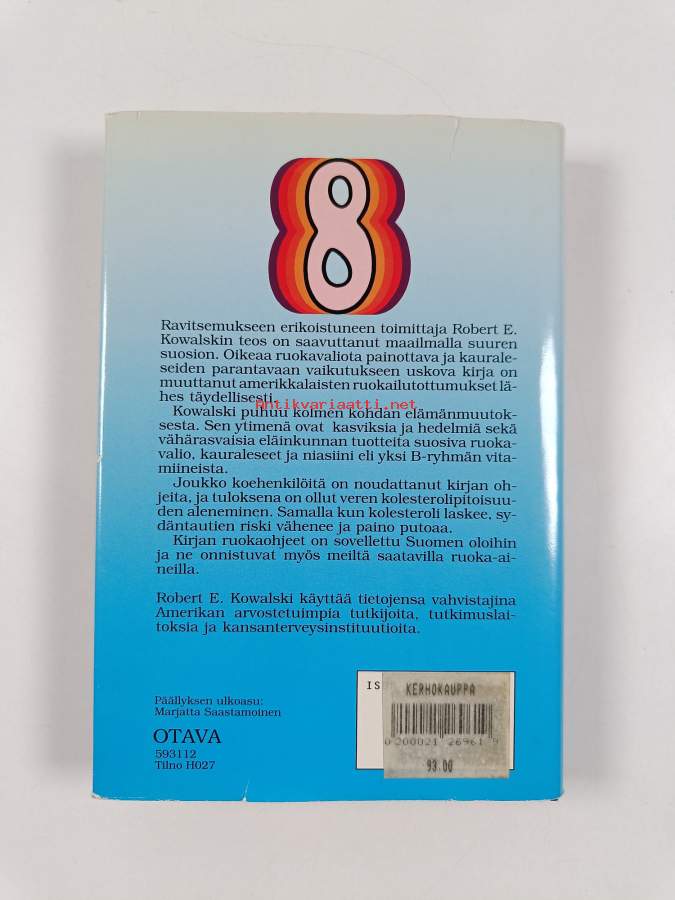 8
Ravitsemukseen erikoistuneen toimittaja Robert E.
Kowalskin teos on saavuttanut maailmalla suuren
suosion. Oikeaa ruokavaliota painottava ja kaurale-
seiden parantavaan vaikutukseen uskova kirja on
muuttanut amerikkalaisten ruokailutottumukset lä-
hes täydellisesti.
Antikvariaatti.net
Kowalski puhuu kolmen kohdan elämänmuutok-
sesta. Sen ytimenä ovat kasviksia ja hedelmiä sekä
vähärasvaisia eläinkunnan tuotteita suosiva ruoka-
valio, kauraleseet ja niasiini eli yksi B-ryhmän vita-
miineista.
Joukko koehenkilöitä on noudattanut kirjan oh-
jeita, ja tuloksena on ollut veren kolesterolipitoisuu-
den aleneminen. Samalla kun kolesteroli laskee, sy-
däntautien riski vähenee ja paino putoaa.
Kirjan ruokaohjeet on sovellettu Suomen oloihin
ja ne onnistuvat myös meiltä saatavilla ruoka-ai-
neilla.
Robert E. Kowalski käyttää tietojensa vahvistajina
Amerikan arvostetuimpia tutkijoita, tutkimuslai-
toksia ja kansanterveysinstituutioita.
Päällyksen ulkoasu:
Marjatta Saastamoinen
OTAVA
593112
Tilno H027
IS
KERHOKAUPPA
0 200021 26961 9
93.00